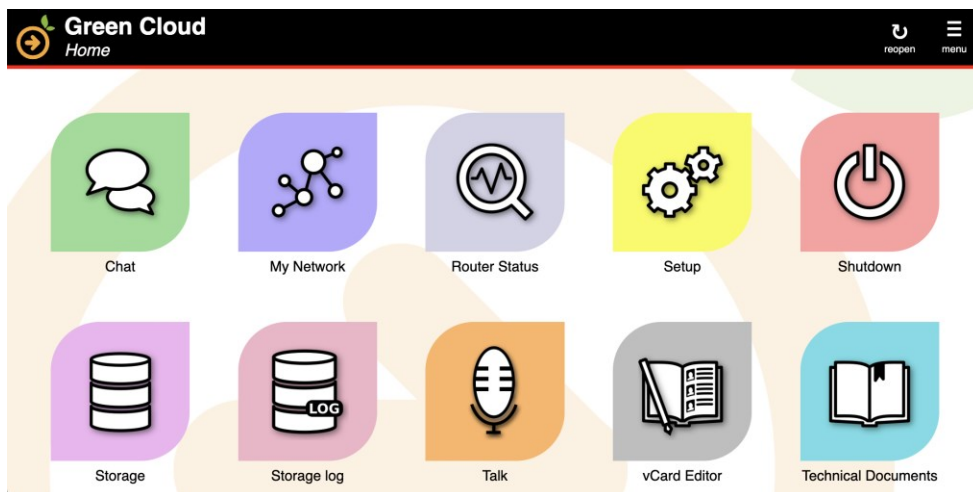 Green Cloud
Home
reopen
menu
Chat
My Network
Router Status
Setup
Shutdown
LOG
Storage
Storage log
Talk
vCard Editor
Technical Documents